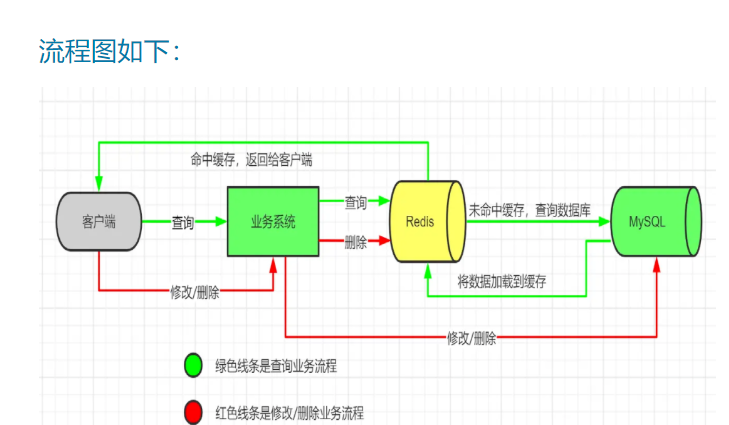 流程图如下：
命中缓存，返回给客户端
客户端
查询
业务系统
查询
删除
Redis
未命中缓存，查询数据库
MySQL
将数据加载到缓存
修改/删除
修改/删除
绿色线条是查询业务流程
红色线条是修改/删除业务流程